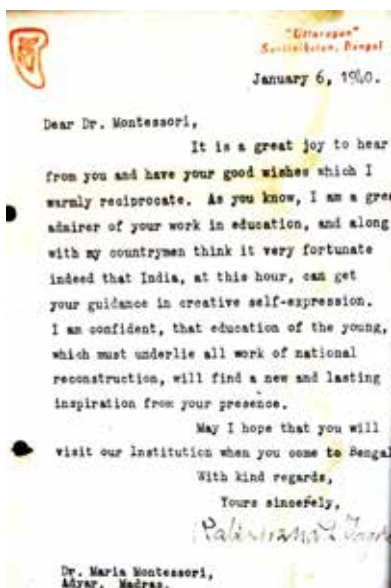 "Uttarayan"
Santiniketan, Bengal
January 6, 1940.
Dear Dr. Montessori,
It is a great joy to hear
from you and have your good wishes which I
warmly reciprocate. As you know, I am a grea
admirer of your work in education, and along
with my countrymen think it very fortunate
indeed that India, at this hour, can get
your guidance in creative self-expression.
I am confident, that education of the young,
which must underlie all work of national
reconstruction, will find a new and lasting
inspiration from your presence.
May I hope that you will
visit our Institution when you come to Bengal
With kind regards,
Yours sincerely,
Rabindranath Tagore
Dr. Maria Montessori,
Adyar, Madras.